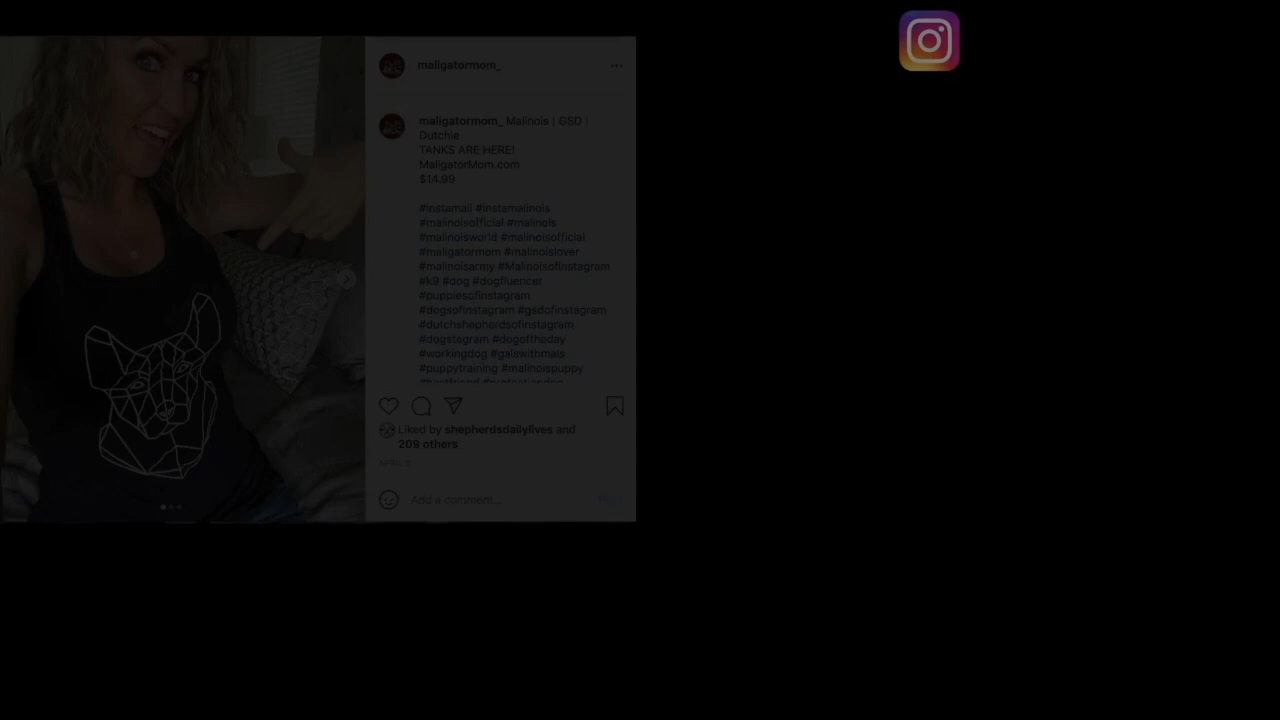 maligatormom_
maligatormom_ Malinois | GSD |
Dutchie
TANKS ARE HERE!
MaligatorMom.com
$14.99
#instamali #instamalinois
#malinoisofficial #malinois
#malinoisworld #malinoisofficial
#maligatormom #malinoislover
#malinoisarmy #Malinoisofinstagram
#k9 #dog #dogfluencer
#puppiesofinstagram
#dogsofinstagram #gsdofinstagram
#dutchshepherdsofinstagram
#dogstagram #dogoftheday
#workingdog #galswithmals
#puppytraining #malinoispuppy
Liked by shepherdsdailylives and
209 others
Add a comment...
Post